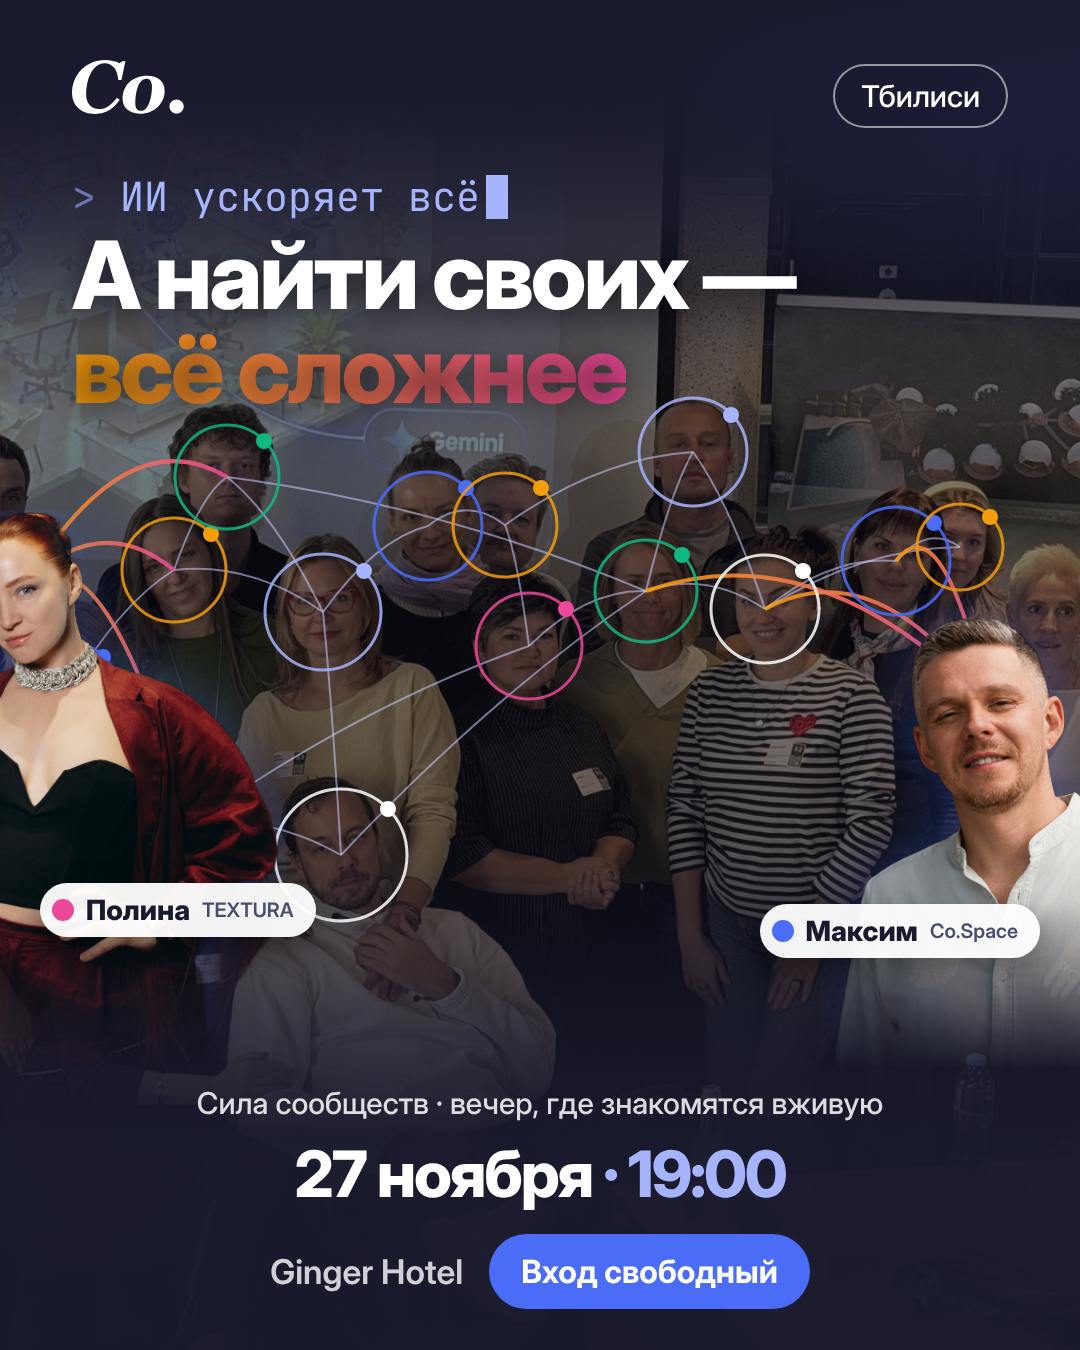 Co.
Тбилиси
> ИИ ускоряет всё
А найти своих —
всё сложнее
Gemini
Полина TEXTURA
Максим Co.Space
Сила сообществ · вечер, где знакомятся вживую
27 ноября · 19:00
Ginger Hotel
Вход свободный